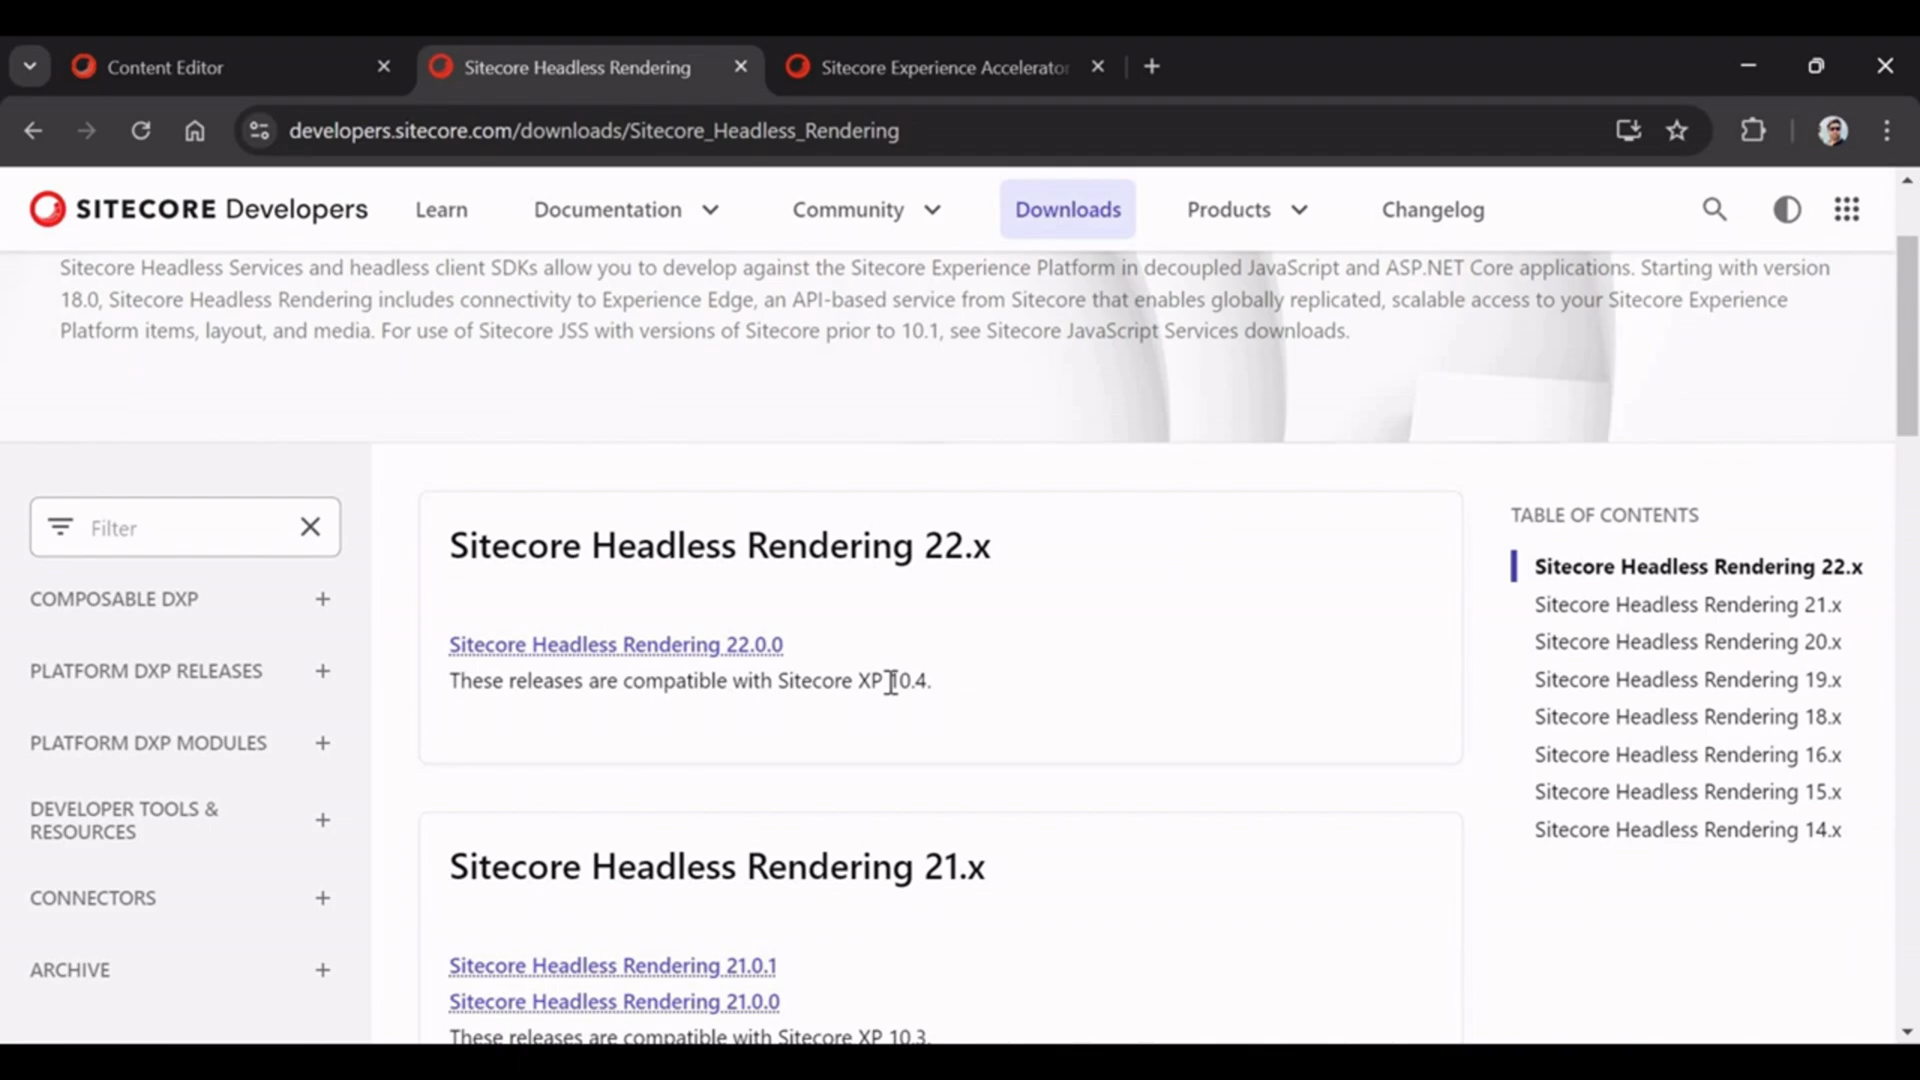 Content Editor
Sitecore Headless Rendering
Sitecore Experience Accelerator
developers.sitecore.com/downloads/Sitecore_Headless_Rendering
SITECORE Developers
Learn
Documentation
Community
Downloads
Products
Changelog
Sitecore Headless Services and headless client SDKs allow you to develop against the Sitecore Experience Platform in decoupled JavaScript and ASP.NET Core applications. Starting with version
18.0, Sitecore Headless Rendering includes connectivity to Experience Edge, an API-based service from Sitecore that enables globally replicated, scalable access to your Sitecore Experience
Platform items, layout, and media. For use of Sitecore JSS with versions of Sitecore prior to 10.1, see Sitecore JavaScript Services downloads.
Filter
COMPOSABLE DXP
PLATFORM DXP RELEASES
PLATFORM DXP MODULES
DEVELOPER TOOLS &
RESOURCES
CONNECTORS
ARCHIVE
Sitecore Headless Rendering 22.x
Sitecore Headless Rendering 22.0.0
These releases are compatible with Sitecore XP 10.4.
Sitecore Headless Rendering 21.x
Sitecore Headless Rendering 21.0.1
Sitecore Headless Rendering 21.0.0
These releases are compatible with Sitecore XP 10.3.
TABLE OF CONTENTS
Sitecore Headless Rendering 22.x
Sitecore Headless Rendering 21.x
Sitecore Headless Rendering 20.x
Sitecore Headless Rendering 19.x
Sitecore Headless Rendering 18.x
Sitecore Headless Rendering 16.x
Sitecore Headless Rendering 15.x
Sitecore Headless Rendering 14.x